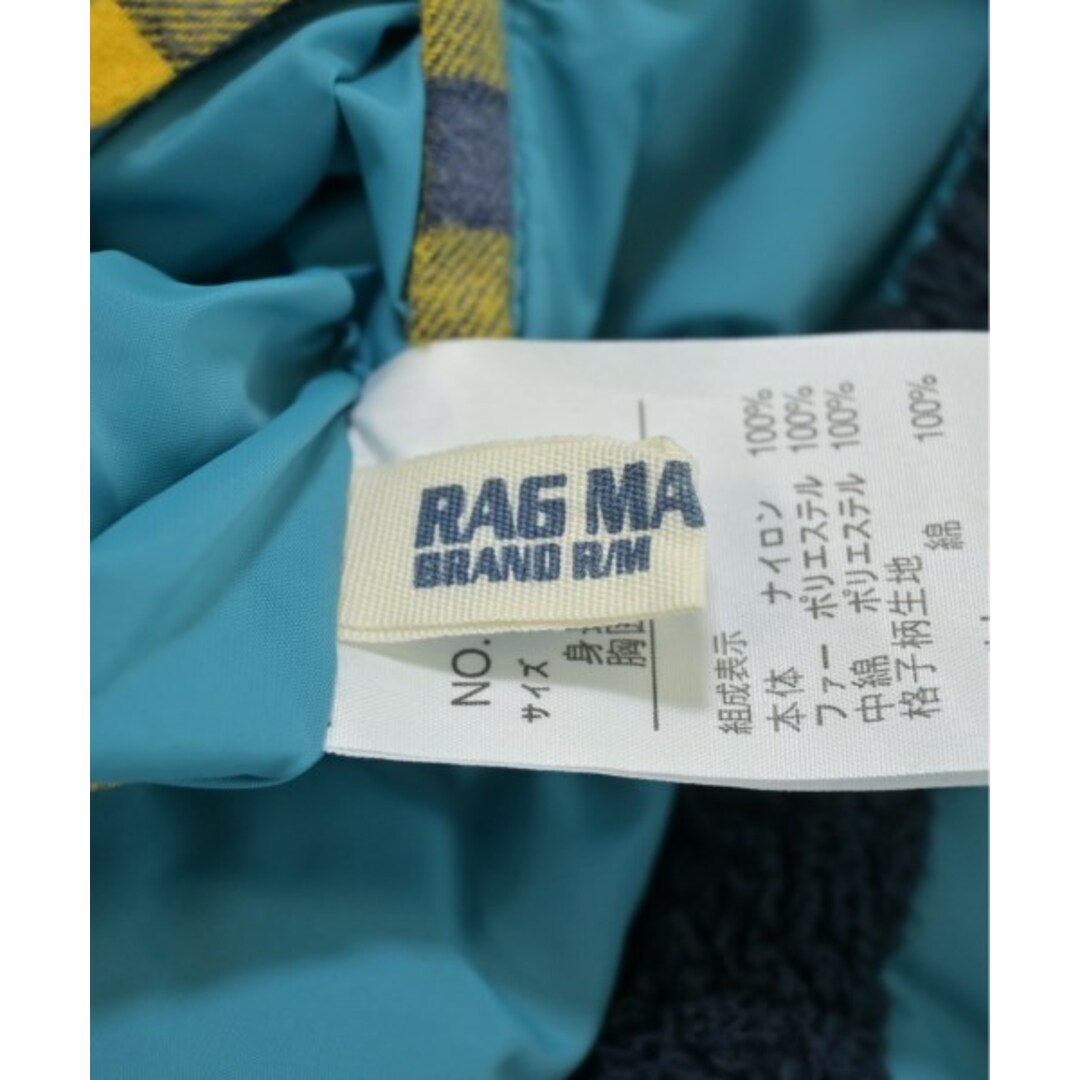 RAG MA
BRAND R/M
NO.
サイズ
身
胸
組成表示
本体 ナイロン 100%
ファー ポリエステル 100%
中綿 ポリエステル 100%
格子柄生地
綿 100%